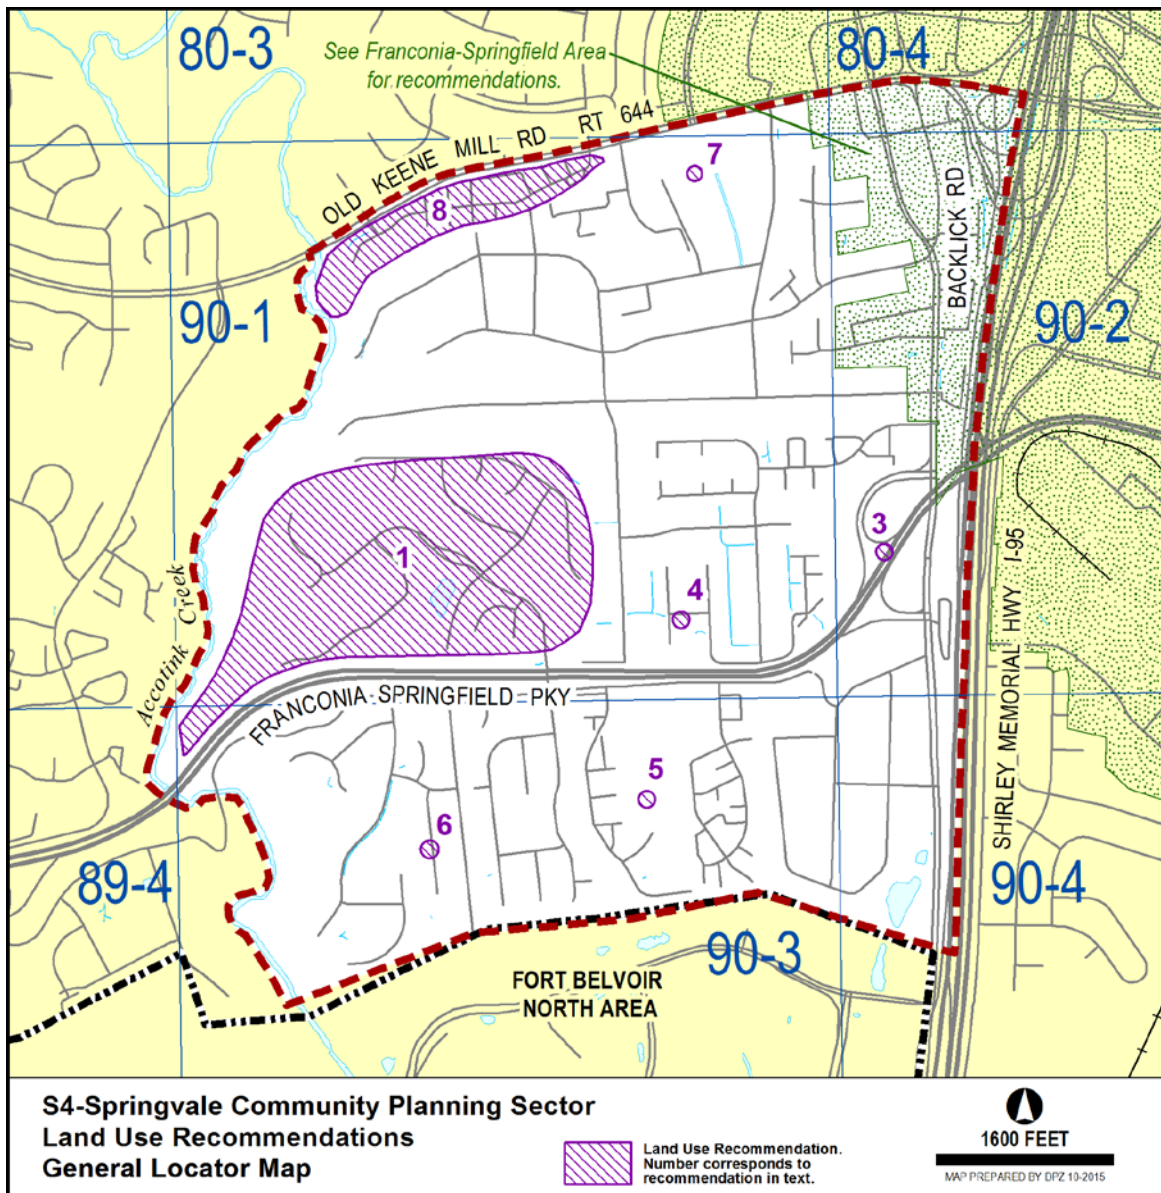 80-3
80-4
See Franconia-Springfield Area
for recommendations.
OLD KEENE MILL RD RT 644
7
8
BACKLICK RD
90-1
90-2
3
1
4
Accotink Creek
FRANCONIA SPRINGFIELD PKY
SHIRLEY MEMORIAL HWY I-95
5
6
89-4
90-4
90-3
FORT BELVOIR
NORTH AREA
S4-Springvale Community Planning Sector
Land Use Recommendations
General Locator Map
Land Use Recommendation.
Number corresponds to
recommendation in text.
1600 FEET
MAP PREPARED BY DPZ 10-2015